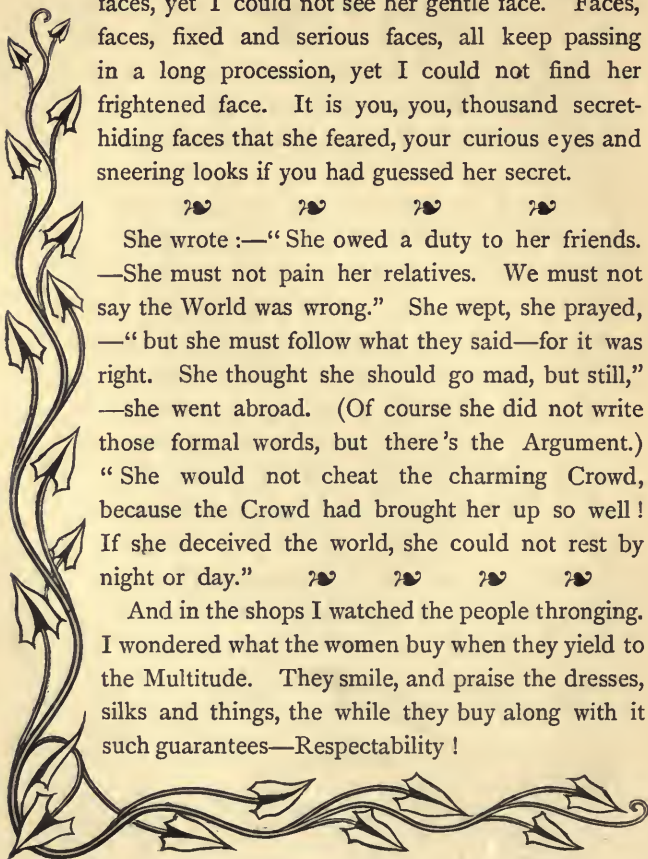 faces, yet I could not see her gentle face. Faces,
faces, fixed and serious faces, all keep passing
in a long procession, yet I could not find her
frightened face. It is you, you, thousand secret-
hiding faces that she feared, your curious eyes and
sneering looks if you had guessed her secret.
She wrote :—“ She owed a duty to her friends.
—She must not pain her relatives. We must not
say the World was wrong.” She wept, she prayed,
—“ but she must follow what they said—for it was
right. She thought she should go mad, but still,”
—she went abroad. (Of course she did not write
those formal words, but there's the Argument.)
“ She would not cheat the charming Crowd,
because the Crowd had brought her up so well !
If she deceived the world, she could not rest by
night or day.”
And in the shops I watched the people thronging.
I wondered what the women buy when they yield to
the Multitude. They smile, and praise the dresses,
silks and things, the while they buy along with it
such guarantees—Respectability !